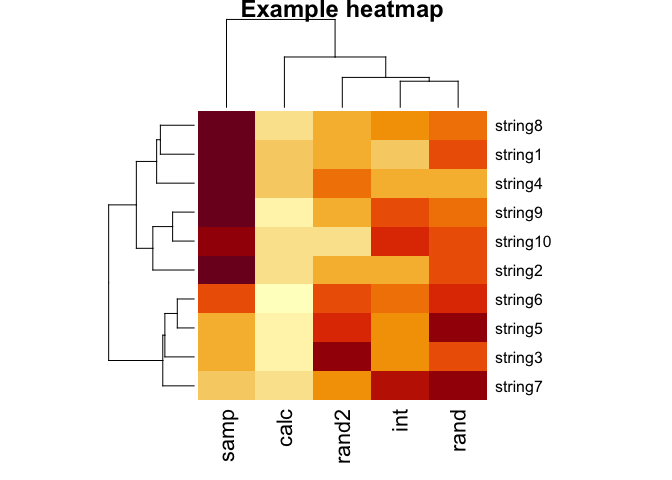 Example heatmap
string8
string1
string4
string9
string10
string2
string6
string5
string3
string7
samp
calc
rand2
int
rand